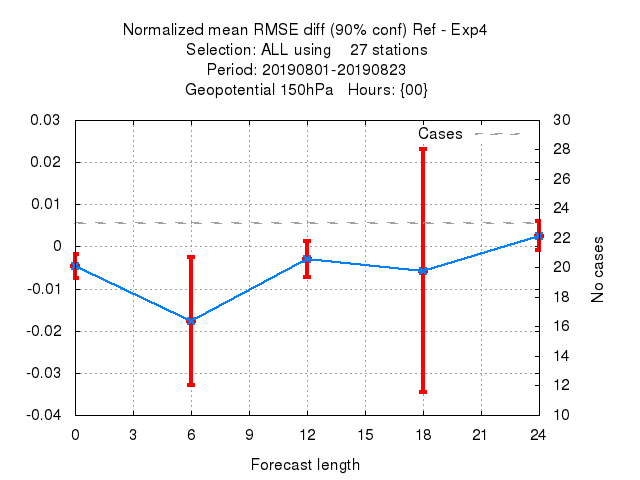 Normalized mean RMSE diff (90% conf) Ref - Exp4
Selection: ALL using    27 stations
Period: 20190801-20190823
Geopotential 150hPa   Hours: {00}
Cases
0.03
0.02
0.01
0
-0.01
-0.02
-0.03
-0.04
30
28
26
24
22
20
18
16
14
12
10
No cases
0 3 6 9 12 15 18 21 24
Forecast length